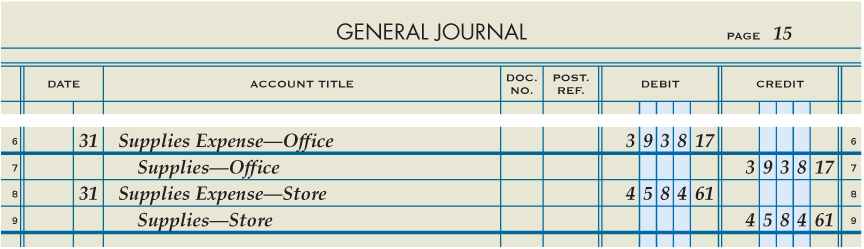 GENERAL JOURNAL PAGE 15
DATE ACCOUNT TITLE DOC. NO. POST. REF. DEBIT CREDIT
6 31 Supplies Expense—Office 3 9 3 8 17 6
7 Supplies—Office 3 9 3 8 17 7
8 31 Supplies Expense—Store 4 5 8 4 61 8
9 Supplies—Store 4 5 8 4 61 9